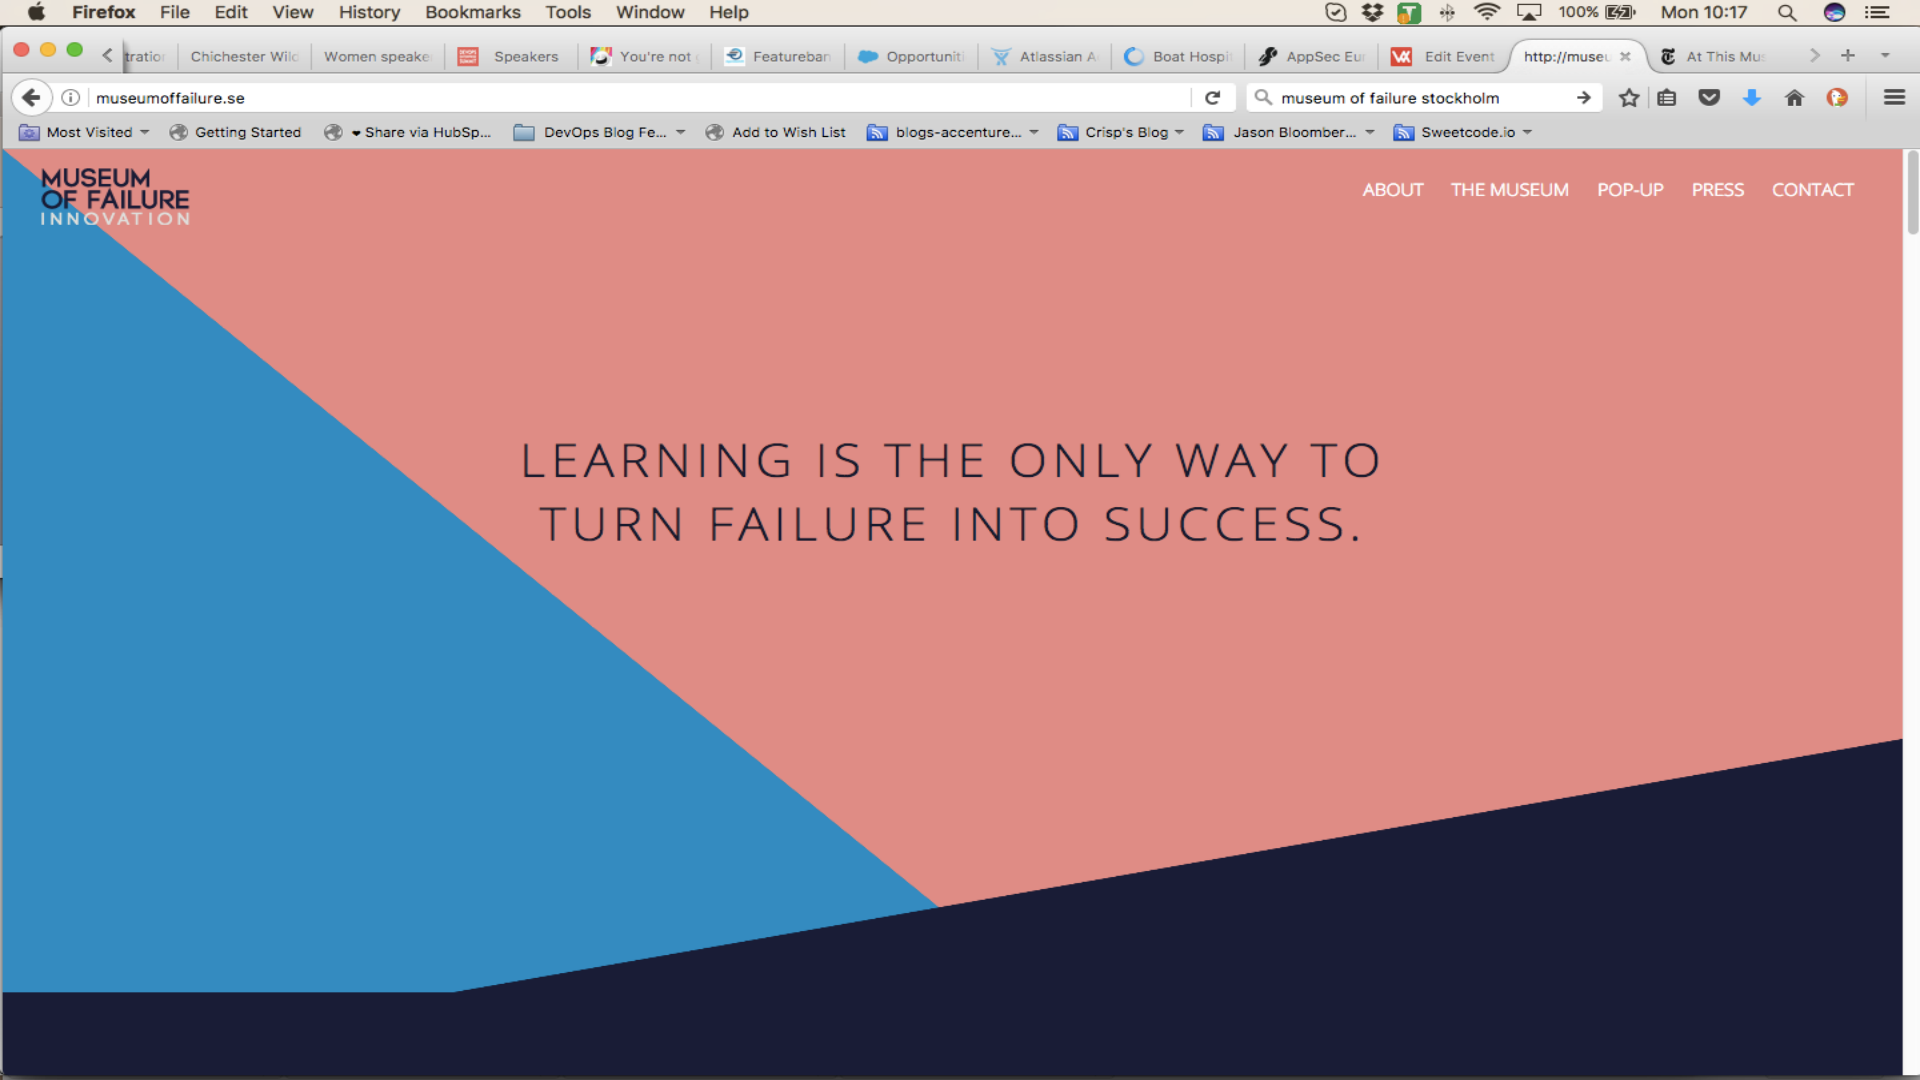 Firefox File Edit View History Bookmarks Tools Window Help 100% Mon 10:17
Chichester Wild Women speake Speakers You're not Featureban Opportuniti Atlassian A Boat Hospi AppSec Eur Edit Event http://museu At This Mus
museumoffailure.se museum of failure stockholm
Most Visited Getting Started Share via HubSp... DevOps Blog Fe... Add to Wish List blogs-accenture... Crisp's Blog Jason Bloomber... Sweetcode.io
MUSEUM
OF FAILURE
INNOVATION
ABOUT THE MUSEUM POP-UP PRESS CONTACT
LEARNING IS THE ONLY WAY TO
TURN FAILURE INTO SUCCESS.